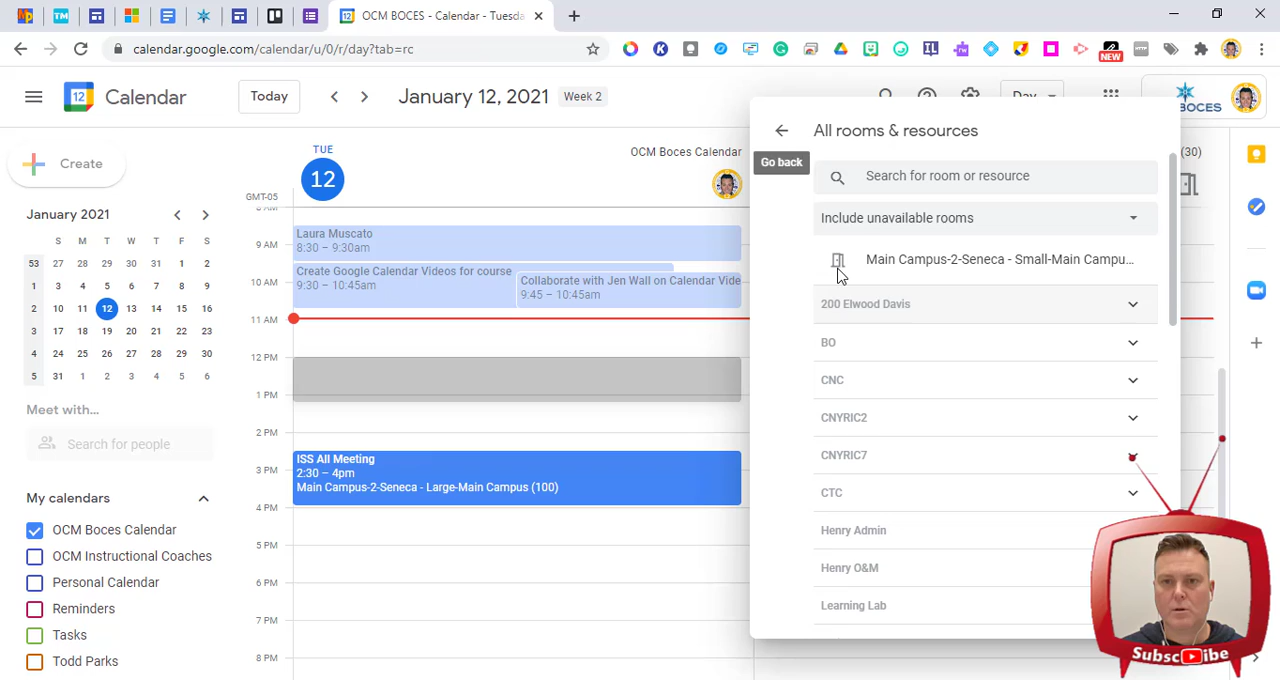 OCM BOCES - Calendar - Tuesda
calendar.google.com/calendar/u/0/r/day?tab=rc
NEW
12
Calendar
Today
January 12, 2021
Week 2
Day
BOCES
Create
TUE
12
OCM Boces Calendar
(30)
GMT-05
January 2021
S M T W T F S
53 27 28 29 30 31 1 2
1 3 4 5 6 7 8 9
2 10 11 12 13 14 15 16
3 17 18 19 20 21 22 23
4 24 25 26 27 28 29 30
5 31 1 2 3 4 5 6
Meet with...
Search for people
My calendars
OCM Boces Calendar
OCM Instructional Coaches
Personal Calendar
Reminders
Tasks
Todd Parks
8 AM
9 AM
10 AM
11 AM
12 PM
1 PM
2 PM
3 PM
4 PM
5 PM
6 PM
7 PM
8 PM
Laura Muscato
8:30 – 9:30am
Create Google Calendar Videos for course
9:30 – 10:45am
Collaborate with Jen Wall on Calendar Vide
9:45 – 10:45am
ISS All Meeting
2:30 – 4pm
Main Campus-2-Seneca - Large-Main Campus (100)
All rooms & resources
Go back
Search for room or resource
Include unavailable rooms
Main Campus-2-Seneca - Small-Main Campu...
200 Elwood Davis
BO
CNC
CNYRIC2
CNYRIC7
CTC
Henry Admin
Henry O&M
Learning Lab
Subscribe